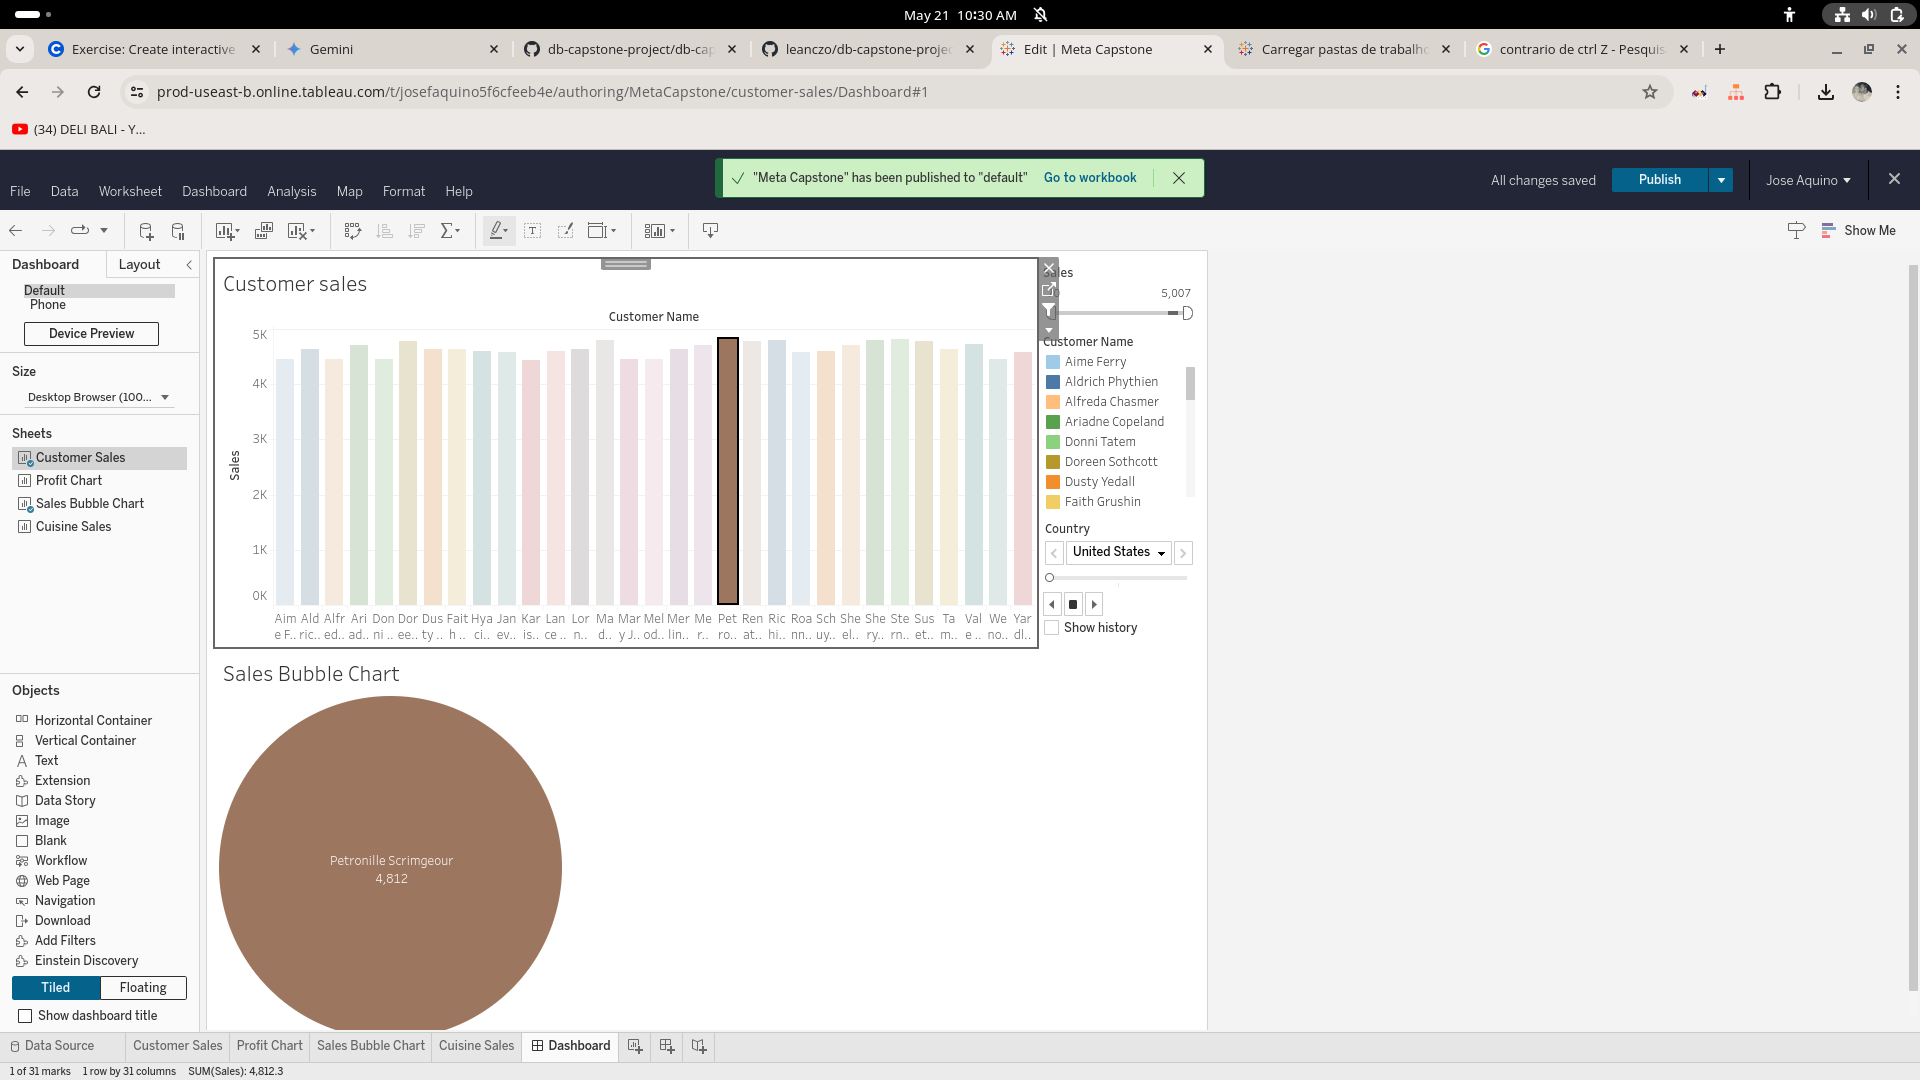 May 21 10:30 AM
Exercise: Create interactive
Gemini
db-capstone-project/db-cap
leanczo/db-capstone-projec
Edit | Meta Capstone
Carregar pastas de trabalho
contrario de ctrl Z - Pesquis
prod-useast-b.online.tableau.com/t/josefaquino5f6cfeeb4e/authoring/MetaCapstone/customer-sales/Dashboard#1
(34) DELI BALI - Y...
"Meta Capstone" has been published to "default" Go to workbook
File Data Worksheet Dashboard Analysis Map Format Help
All changes saved
Publish
Jose Aquino
Show Me
Dashboard
Layout
Default
Phone
Device Preview
Size
Desktop Browser (100...
Sheets
Customer Sales
Profit Chart
Sales Bubble Chart
Cuisine Sales
Objects
Horizontal Container
Vertical Container
Text
Extension
Data Story
Image
Blank
Workflow
Web Page
Navigation
Download
Add Filters
Einstein Discovery
Tiled
Floating
Show dashboard title
Customer sales
Customer Name
Sales
5K
4K
3K
2K
1K
0K
Aim Ald Alfr Ari Don Dor Dus Fait Hya Jan Kar Lan Lor Ma Mar Mel Mer Me Pet Ren Ric Roa Sch She She Ste Sus Ta Val We Yar
e F.. ric.. ed.. ad.. ni .. ee.. ty .. h .. ci.. ev.. is.. ce .. n.. d.. y J.. od.. lin.. r.. ro.. at.. hi.. nn.. uy.. el.. ry.. rn.. et.. m.. e .. no.. dl..
Sales
5,007
Customer Name
Aime Ferry
Aldrich Phythien
Alfreda Chasmer
Ariadne Copeland
Donni Tatem
Doreen Sothcott
Dusty Yedall
Faith Grushin
Country
United States
Show history
Sales Bubble Chart
Petronille Scrimgeour
4,812
Data Source
Customer Sales
Profit Chart
Sales Bubble Chart
Cuisine Sales
Dashboard
1 of 31 marks 1 row by 31 columns SUM(Sales): 4,812.3